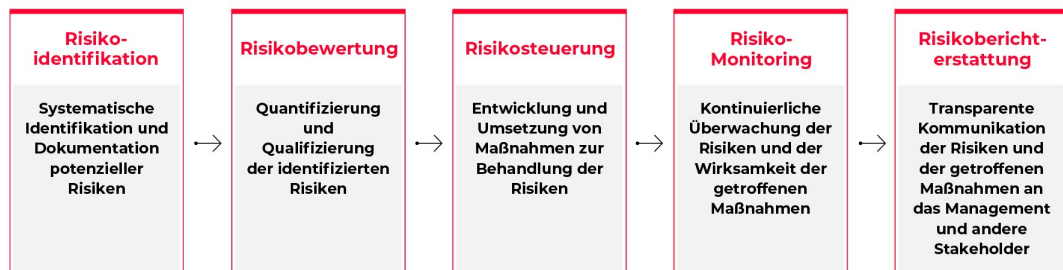 Risiko-
identifikation
Systematische
Identifikation und
Dokumentation
potenzieller
Risiken
Risikobewertung
Quantifizierung
und
Qualifizierung
der identifizierten
Risiken
Risikosteuerung
Entwicklung und
Umsetzung von
Maßnahmen zur
Behandlung der
Risiken
Risiko-
Monitoring
Kontinuierliche
Überwachung der
Risiken und der
Wirksamkeit der
getroffenen
Maßnahmen
Risikobericht-
erstattung
Transparente
Kommunikation
der Risiken und
der getroffenen
Maßnahmen an
das Management
und andere
Stakeholder